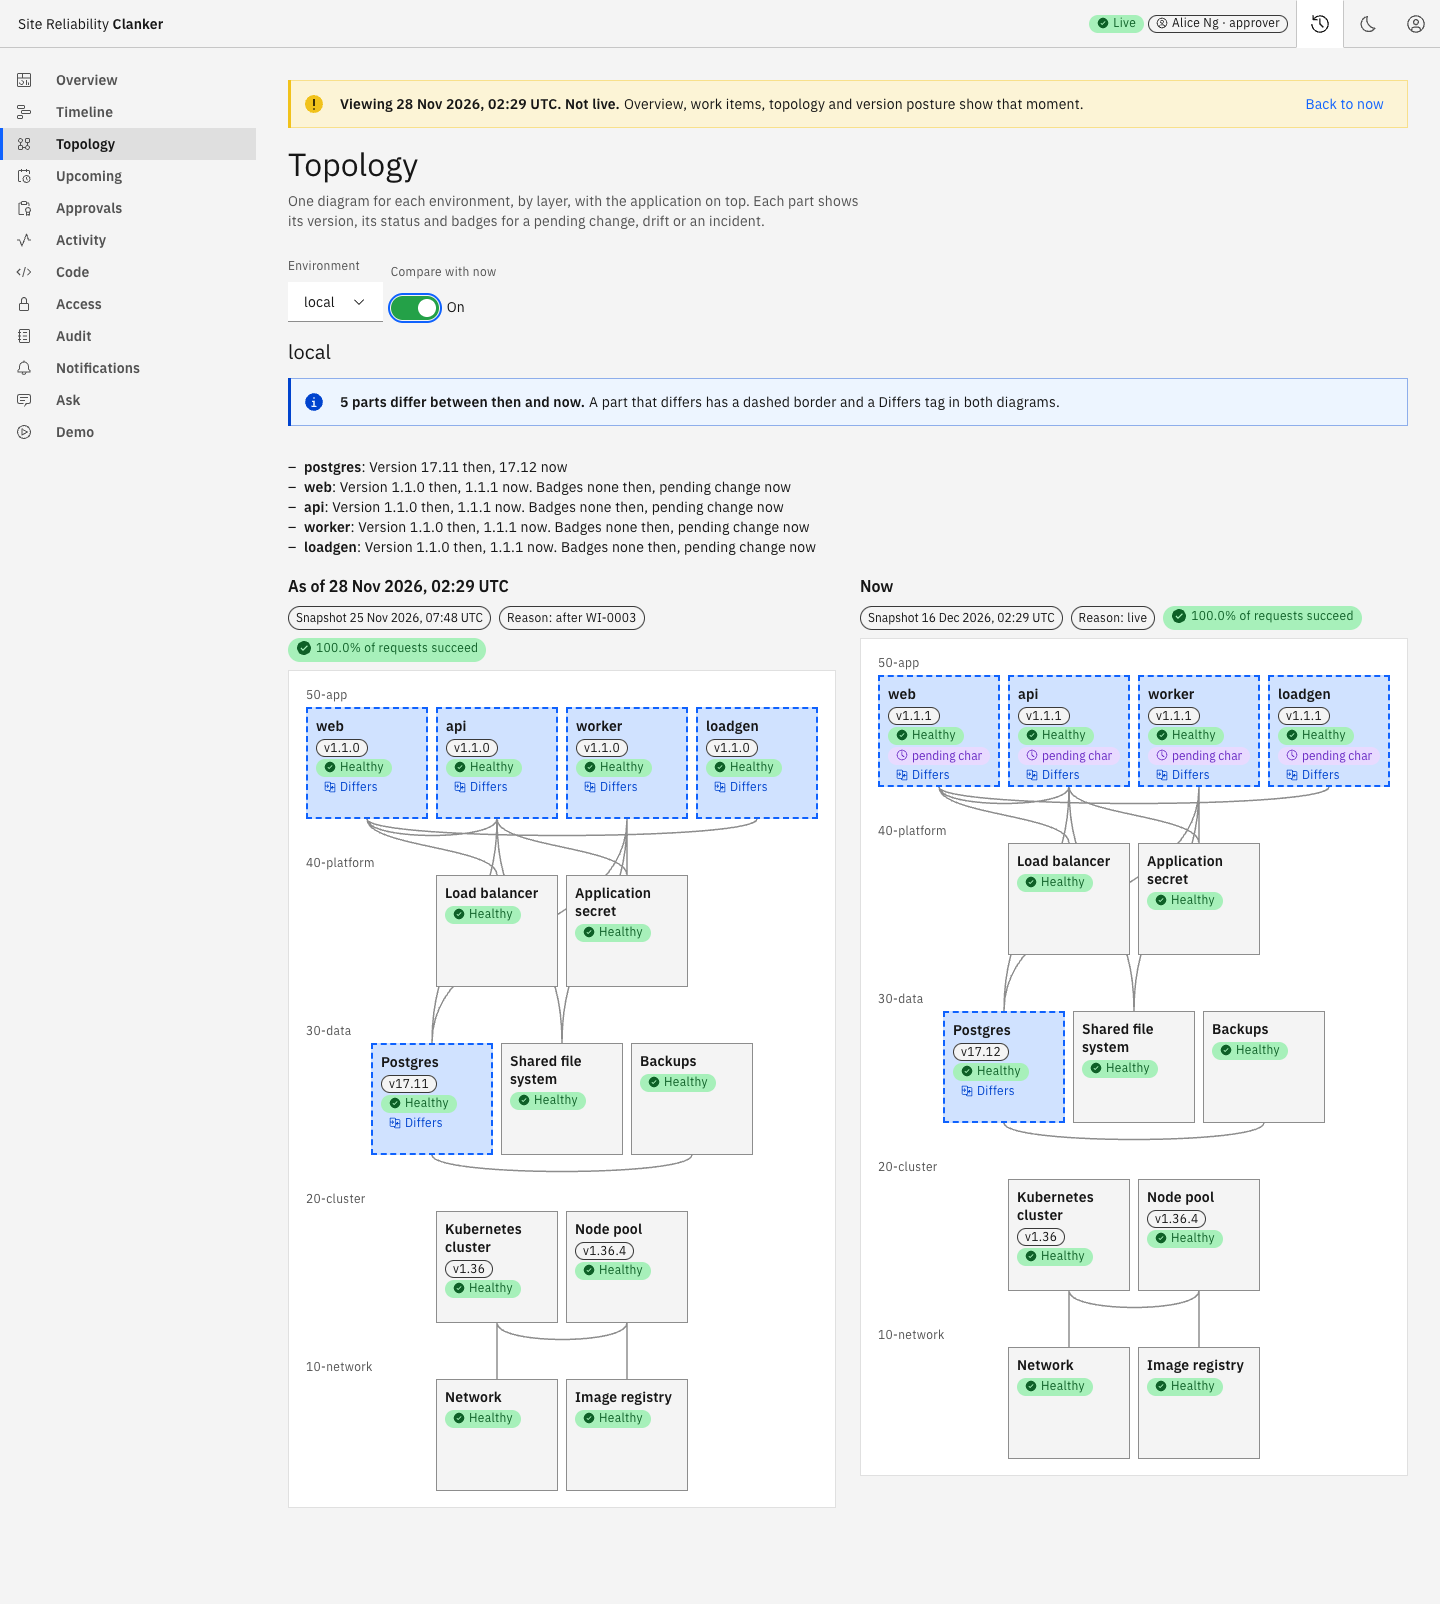 Site Reliability Clanker
Live
Alice Ng · approver
Overview
Timeline
Topology
Upcoming
Approvals
Activity
Code
Access
Audit
Notifications
Ask
Demo
Viewing 28 Nov 2026, 02:29 UTC. Not live. Overview, work items, topology and version posture show that moment.
Back to now
Topology
One diagram for each environment, by layer, with the application on top. Each part shows
its version, its status and badges for a pending change, drift or an incident.
Environment
local
Compare with now
On
local
5 parts differ between then and now. A part that differs has a dashed border and a Differs tag in both diagrams.
– postgres: Version 17.11 then, 17.12 now
– web: Version 1.1.0 then, 1.1.1 now. Badges none then, pending change now
– api: Version 1.1.0 then, 1.1.1 now. Badges none then, pending change now
– worker: Version 1.1.0 then, 1.1.1 now. Badges none then, pending change now
– loadgen: Version 1.1.0 then, 1.1.1 now. Badges none then, pending change now
As of 28 Nov 2026, 02:29 UTC
Snapshot 25 Nov 2026, 07:48 UTC
Reason: after WI-0003
100.0% of requests succeed
50-app
web
v1.1.0
Healthy
Differs
api
v1.1.0
Healthy
Differs
worker
v1.1.0
Healthy
Differs
loadgen
v1.1.0
Healthy
Differs
40-platform
Load balancer
Healthy
Application
secret
Healthy
30-data
Postgres
v17.11
Healthy
Differs
Shared file
system
Healthy
Backups
Healthy
20-cluster
Kubernetes
cluster
v1.36
Healthy
Node pool
v1.36.4
Healthy
10-network
Network
Healthy
Image registry
Healthy
Now
Snapshot 16 Dec 2026, 02:29 UTC
Reason: live
100.0% of requests succeed
50-app
web
v1.1.1
Healthy
pending char
Differs
api
v1.1.1
Healthy
pending char
Differs
worker
v1.1.1
Healthy
pending char
Differs
loadgen
v1.1.1
Healthy
pending char
Differs
40-platform
Load balancer
Healthy
Application
secret
Healthy
30-data
Postgres
v17.12
Healthy
Differs
Shared file
system
Healthy
Backups
Healthy
20-cluster
Kubernetes
cluster
v1.36
Healthy
Node pool
v1.36.4
Healthy
10-network
Network
Healthy
Image registry
Healthy